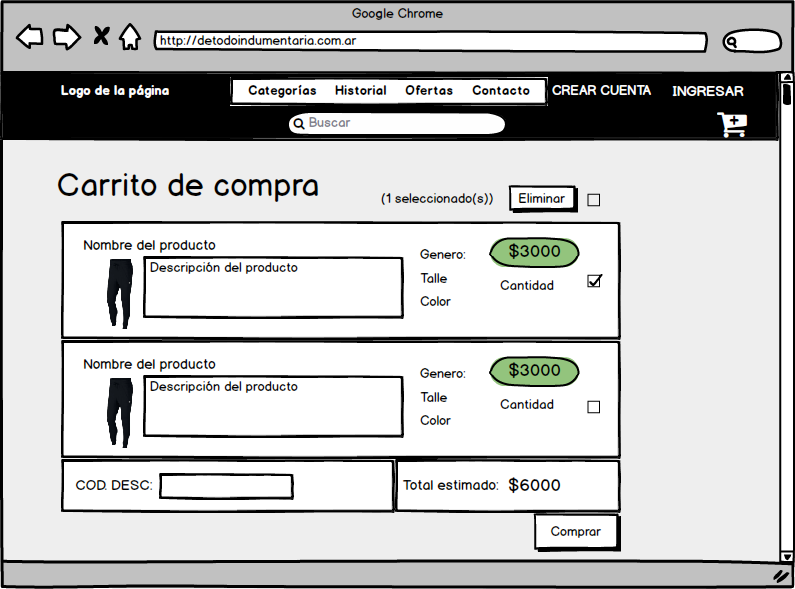 Google Chrome
http://detodoindumentaria.com.ar
Logo de la página
Categorías Historial Ofertas Contacto
CREAR CUENTA
INGRESAR
Buscar
Carrito de compra
(1 seleccionado(s))
Eliminar
Nombre del producto
Descripción del producto
Genero:
Talle
Color
$3000
Cantidad
Nombre del producto
Descripción del producto
Genero:
Talle
Color
$3000
Cantidad
COD. DESC:
Total estimado: $6000
Comprar